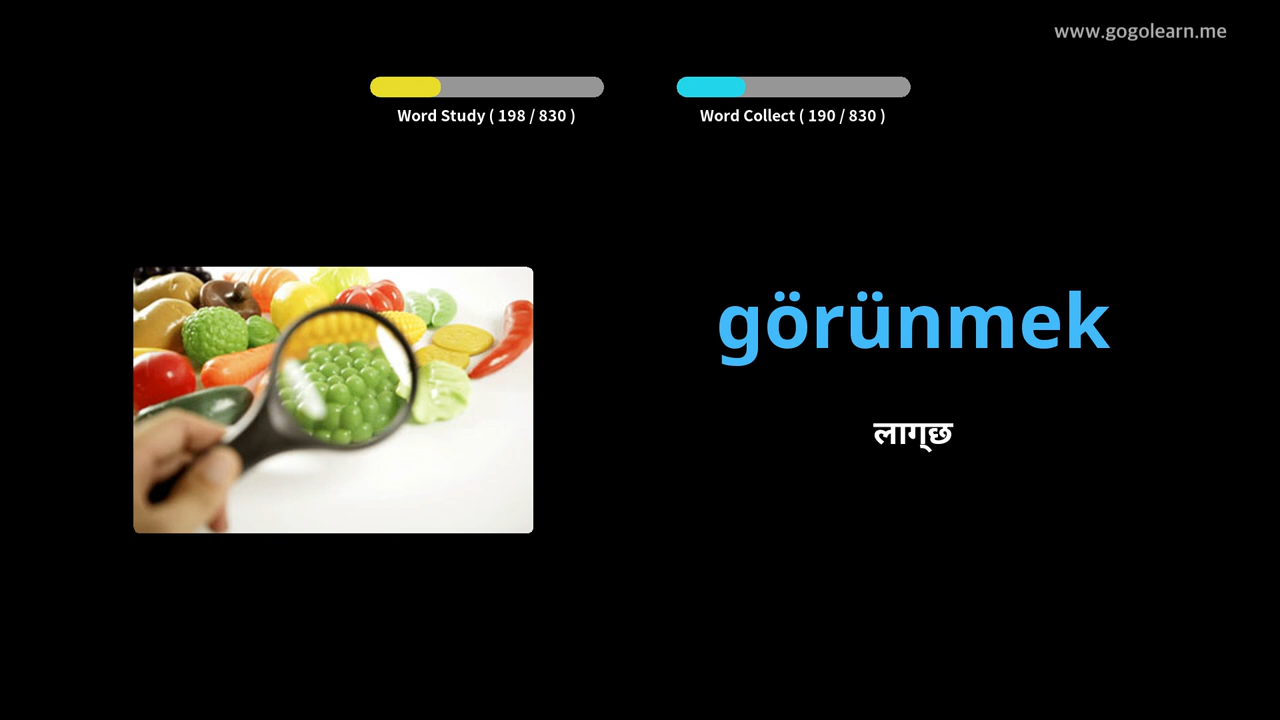 www.gogolearn.me
Word Study ( 198 / 830 )
Word Collect ( 190 / 830 )
görünmek
लाग्छ